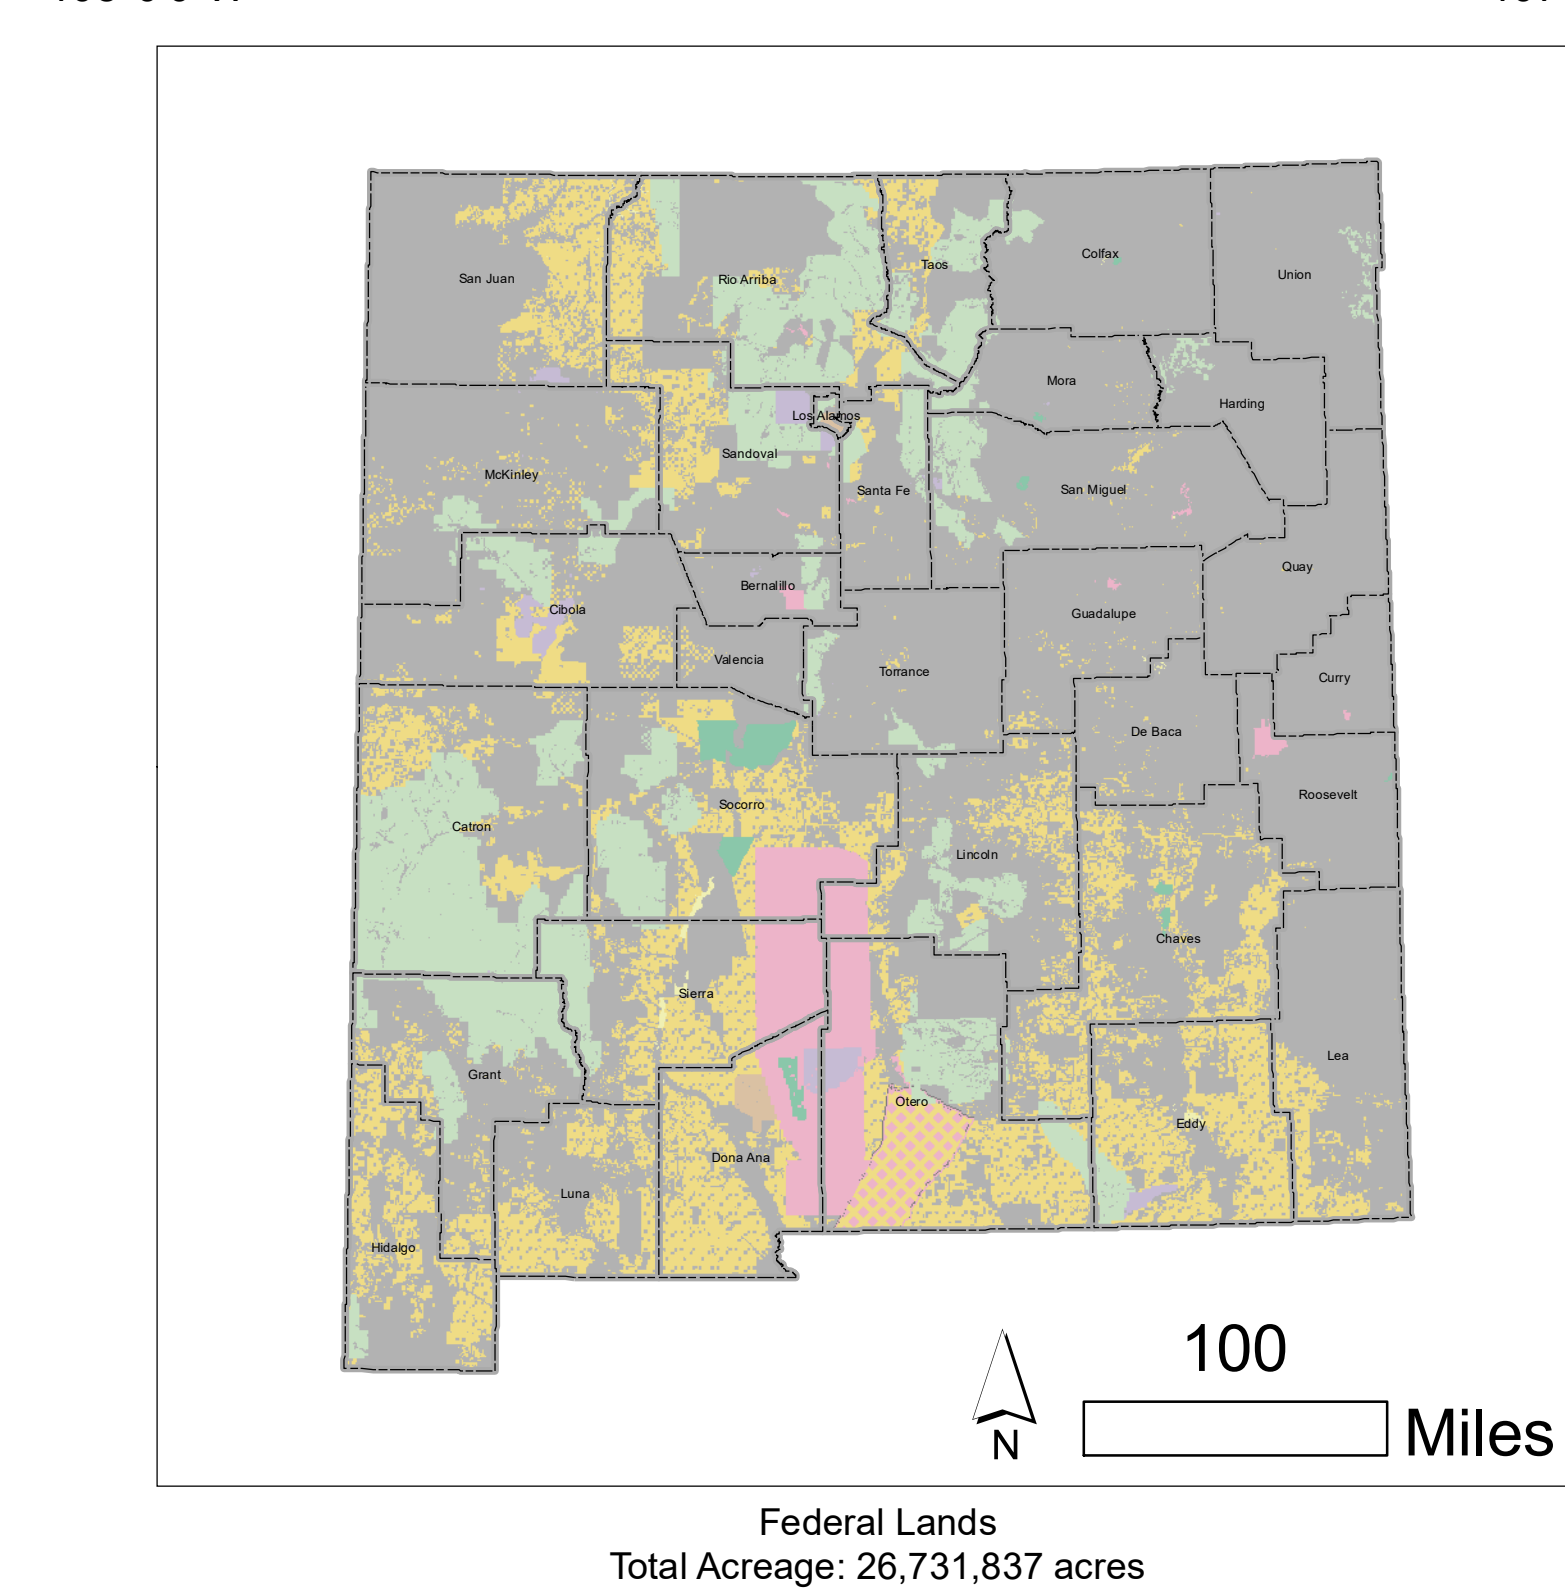 Colfax
Union
Taos
San Juan
Rio Arriba
Mora
Harding
Los Alamos
Sandoval
McKinley
Santa Fe
San Miguel
Quay
Bernalillo
Cibola
Guadalupe
Valencia
Torrance
Curry
De Baca
Roosevelt
Socorro
Catron
Lincoln
Chaves
Sierra
Lea
Grant
Otero
Eddy
Dona Ana
Luna
Hidalgo
100
Miles
N
Federal Lands
Total Acreage: 26,731,837 acres